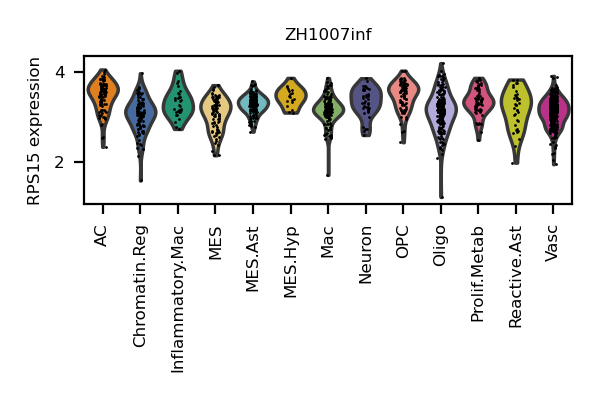 ZH1007inf
RPS15 expression
4
2
AC
Chromatin.Reg
Inflammatory.Mac
MES
MES.Ast
MES.Hyp
Mac
Neuron
OPC
Oligo
Prolif.Metab
Reactive.Ast
Vasc